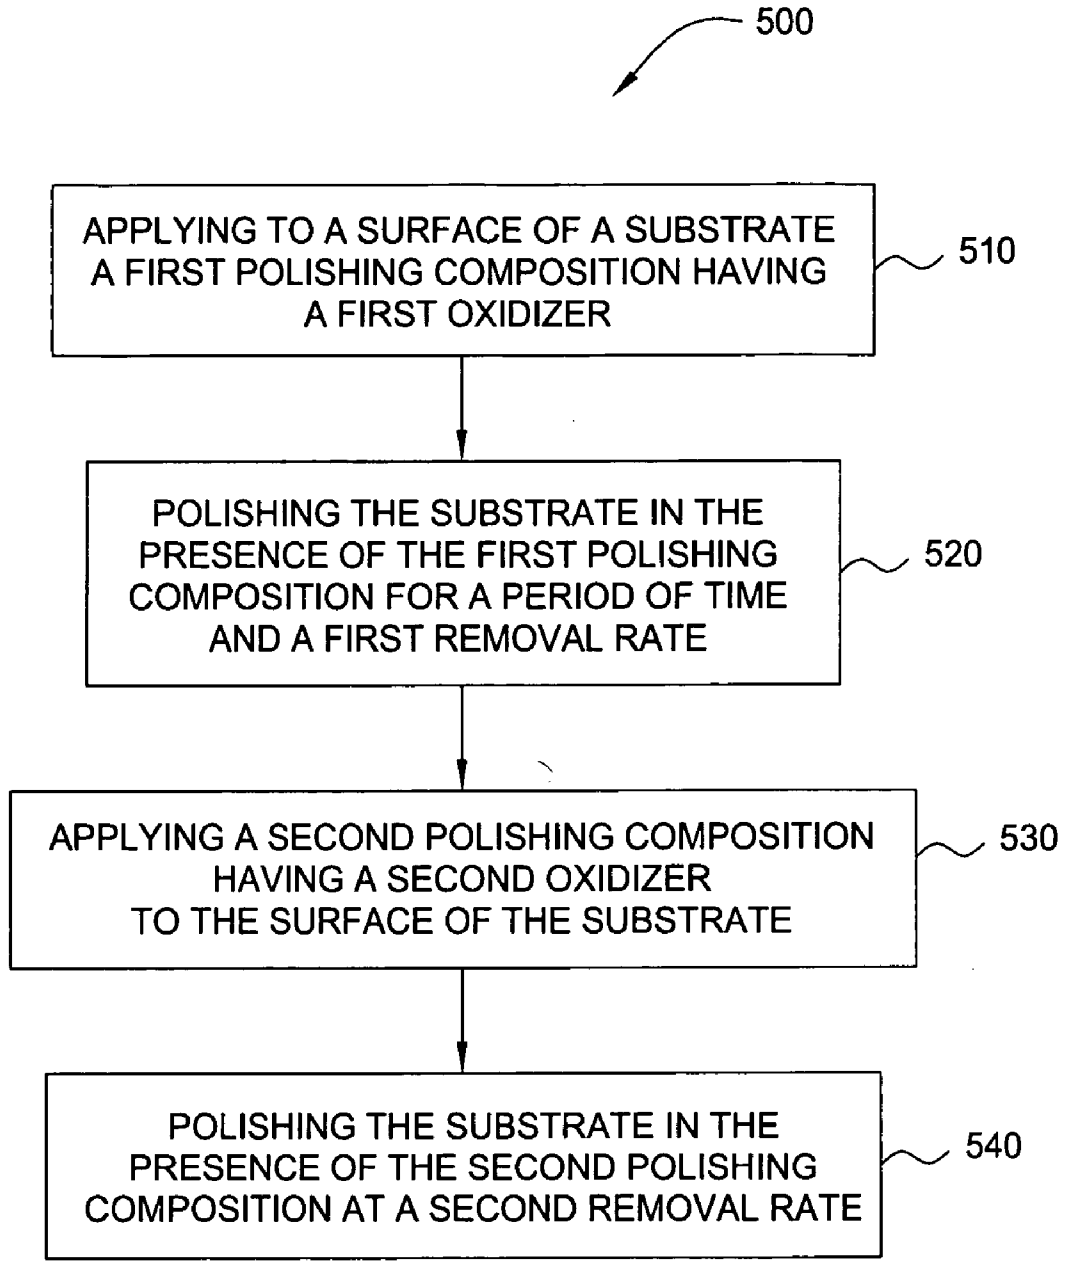 500
APPLYING TO A SURFACE OF A SUBSTRATE
A FIRST POLISHING COMPOSITION HAVING
A FIRST OXIDIZER
510
POLISHING THE SUBSTRATE IN THE
PRESENCE OF THE FIRST POLISHING
COMPOSITION FOR A PERIOD OF TIME
AND A FIRST REMOVAL RATE
520
APPLYING A SECOND POLISHING COMPOSITION
HAVING A SECOND OXIDIZER
TO THE SURFACE OF THE SUBSTRATE
530
POLISHING THE SUBSTRATE IN THE
PRESENCE OF THE SECOND POLISHING
COMPOSITION AT A SECOND REMOVAL RATE
540